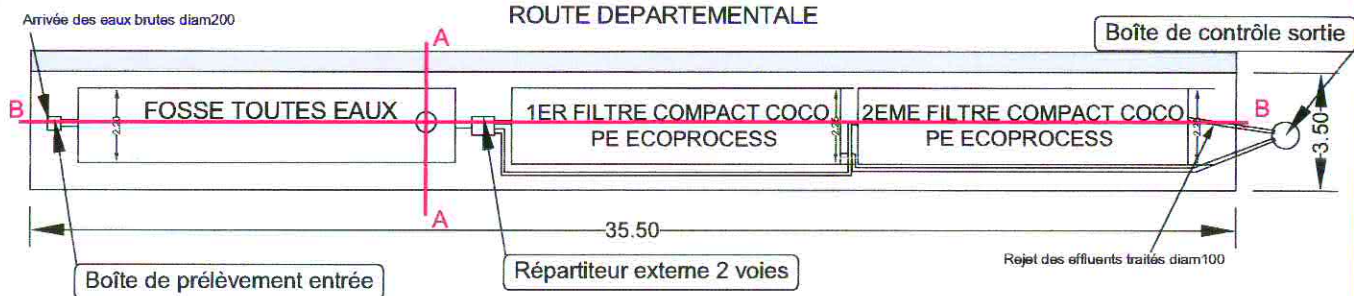 ROUTE DEPARTEMENTALE
Arrivée des eaux brutes diam200
Boîte de contrôle sortie
A
B
FOSSE TOUTES EAUX
2.20
1ER FILTRE COMPACT COCO
PE ECOPROCESS
2EME FILTRE COMPACT COCO
PE ECOPROCESS
B
3.50
A
35.50
Boîte de prélèvement entrée
Répartiteur externe 2 voies
Rejet des effluents traités diam100